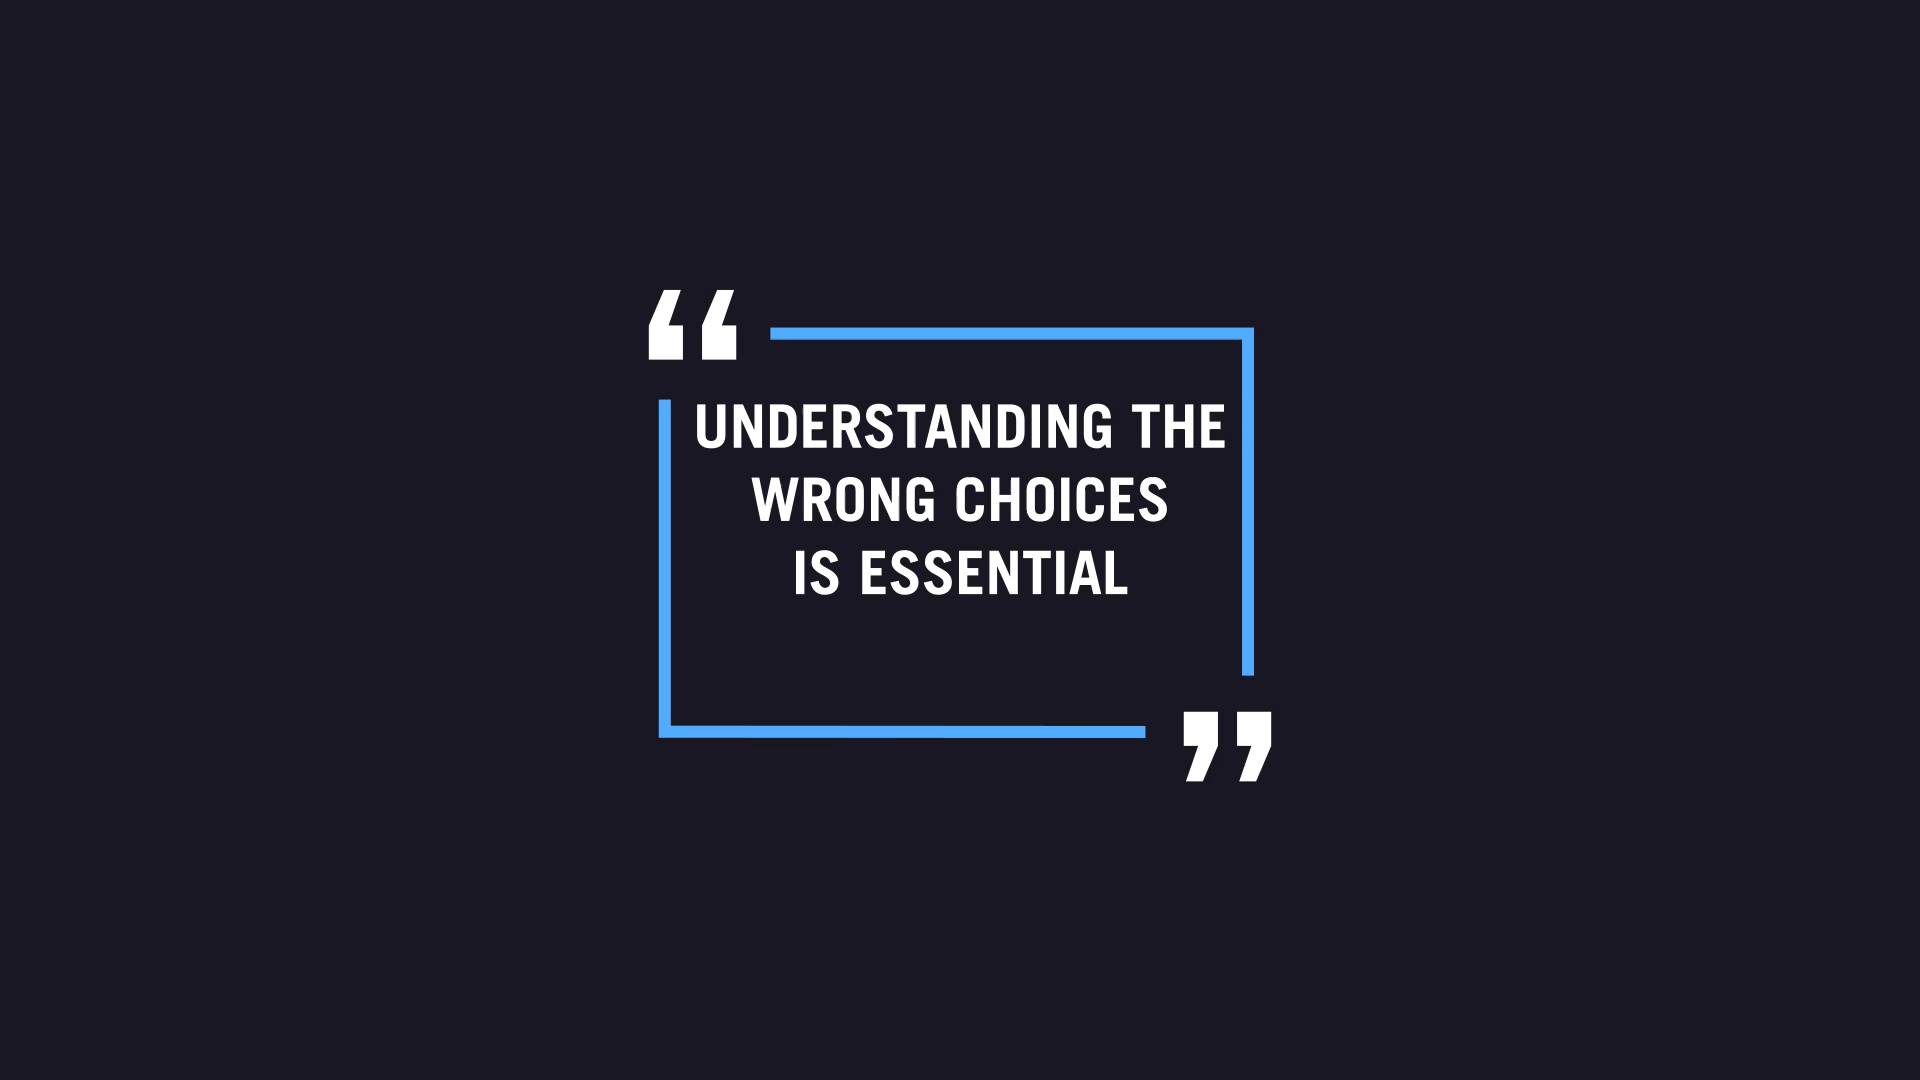 “
UNDERSTANDING THE
WRONG CHOICES
IS ESSENTIAL
”